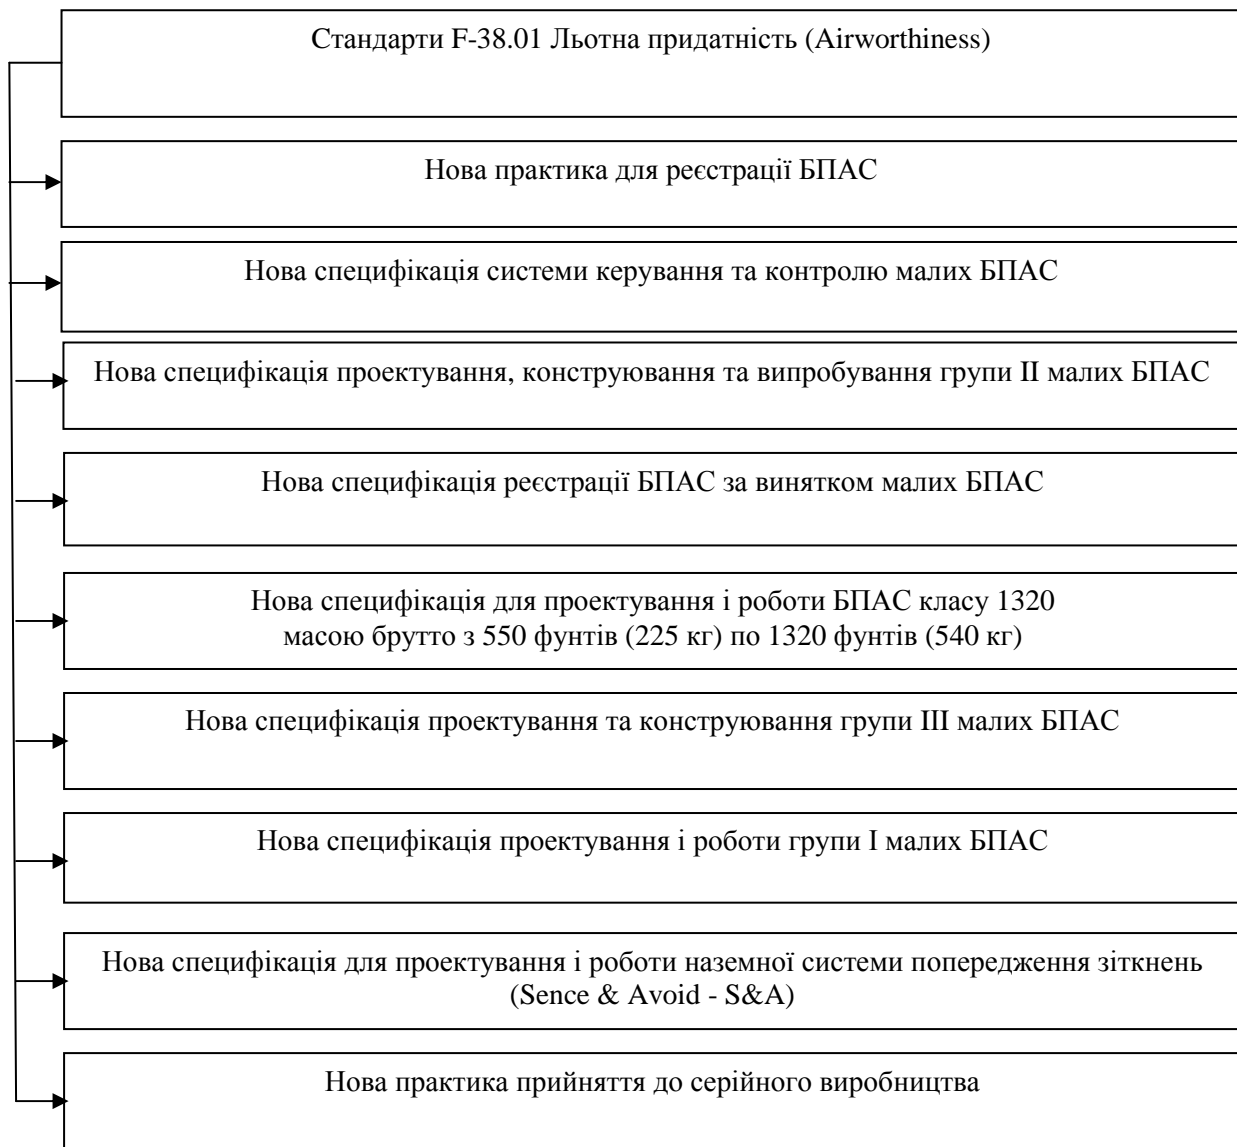 Стандарти F-38.01 Льотна придатність (Airworthiness)
Нова практика для реєстрації БПАС
Нова специфікація системи керування та контролю малих БПАС
Нова специфікація проектування, конструювання та випробування групи ІІ малих БПАС
Нова специфікація реєстрації БПАС за винятком малих БПАС
Нова специфікація для проектування і роботи БПАС класу 1320
масою брутто з 550 фунтів (225 кг) по 1320 фунтів (540 кг)
Нова специфікація проектування та конструювання групи ІІІ малих БПАС
Нова специфікація проектування і роботи групи І малих БПАС
Нова специфікація для проектування і роботи наземної системи попередження зіткнень
(Sence & Avoid - S&A)
Нова практика прийняття до серійного виробництва